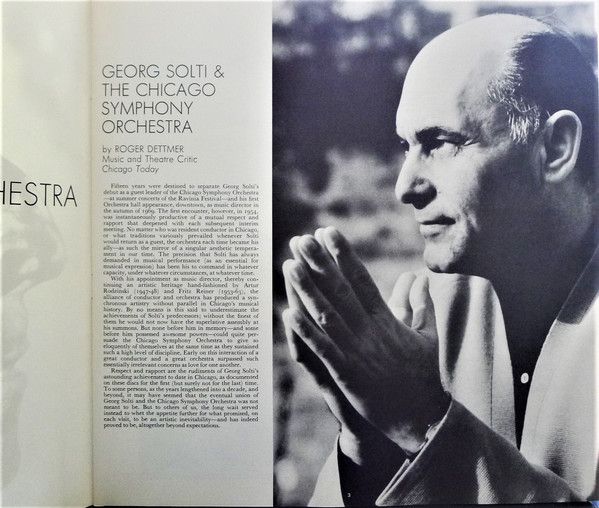 HESTRA
GEORG SOLTI &
THE CHICAGO
SYMPHONY
ORCHESTRA
by ROGER DETTMER
Music and Theatre Critic
Chicago Today
Fifteen years were destined to separate Georg Solti's
debut as a guest leader of the Chicago Symphony Orchestra
—at summer concerts of the Ravinia Festival—and his first
Orchestra hall appearance, downtown, as music director in
the autumn of 1969. The first encounter, however, in 1954,
was instantaneously productive of a mutual respect and
rapport that deepened with each subsequent interim
meeting. No matter who was resident conductor in Chicago,
or what traditions variously prevailed whenever Solti
would return as a guest, the orchestra each time became his
ally—as such the mirror of a singular aesthetic tempera-
ment in our time. The precision that Solti has always
demanded in musical performance (as an essential for
musical expression) has been his to command in whatever
capacity, under whatever circumstances, at whatever time.
With his appointment as music director, thereby con-
tinuing an artistic heritage hand-fashioned by Artur
Rodzinski (1947-48) and Fritz Reiner (1953-63), the
alliance of conductor and orchestra has produced a syn-
chronous artistry without parallel in Chicago's musical
history. By no means is this said to underestimate the
achievements of Solti's predecessors; without the finest of
them he would not now have the superlative assembly at
his summons. But none before him in memory—and some
before him possessed awesome powers—could quite per-
suade the Chicago Symphony Orchestra to give so
eloquently of themselves at the same time as they sustained
such a high level of discipline. Early on this interaction of a
great conductor and a great orchestra surpassed such
essentially irrelevant concerns as love for one another.
Respect and rapport are the rudiments of Georg Solti's
astounding achievement to date in Chicago, as documented
on these discs for the first (but surely not for the last) time.
To some persons, as the years lengthened into a decade, and
beyond, it may have seemed that the eventual union of
Georg Solti and the Chicago Symphony Orchestra was not
meant to be. But to others of us, the long wait served
instead to whet the appetite further for what promised, on
each visit, to be an artistic inevitability—and has indeed
proved to be, altogether beyond expectations.
3